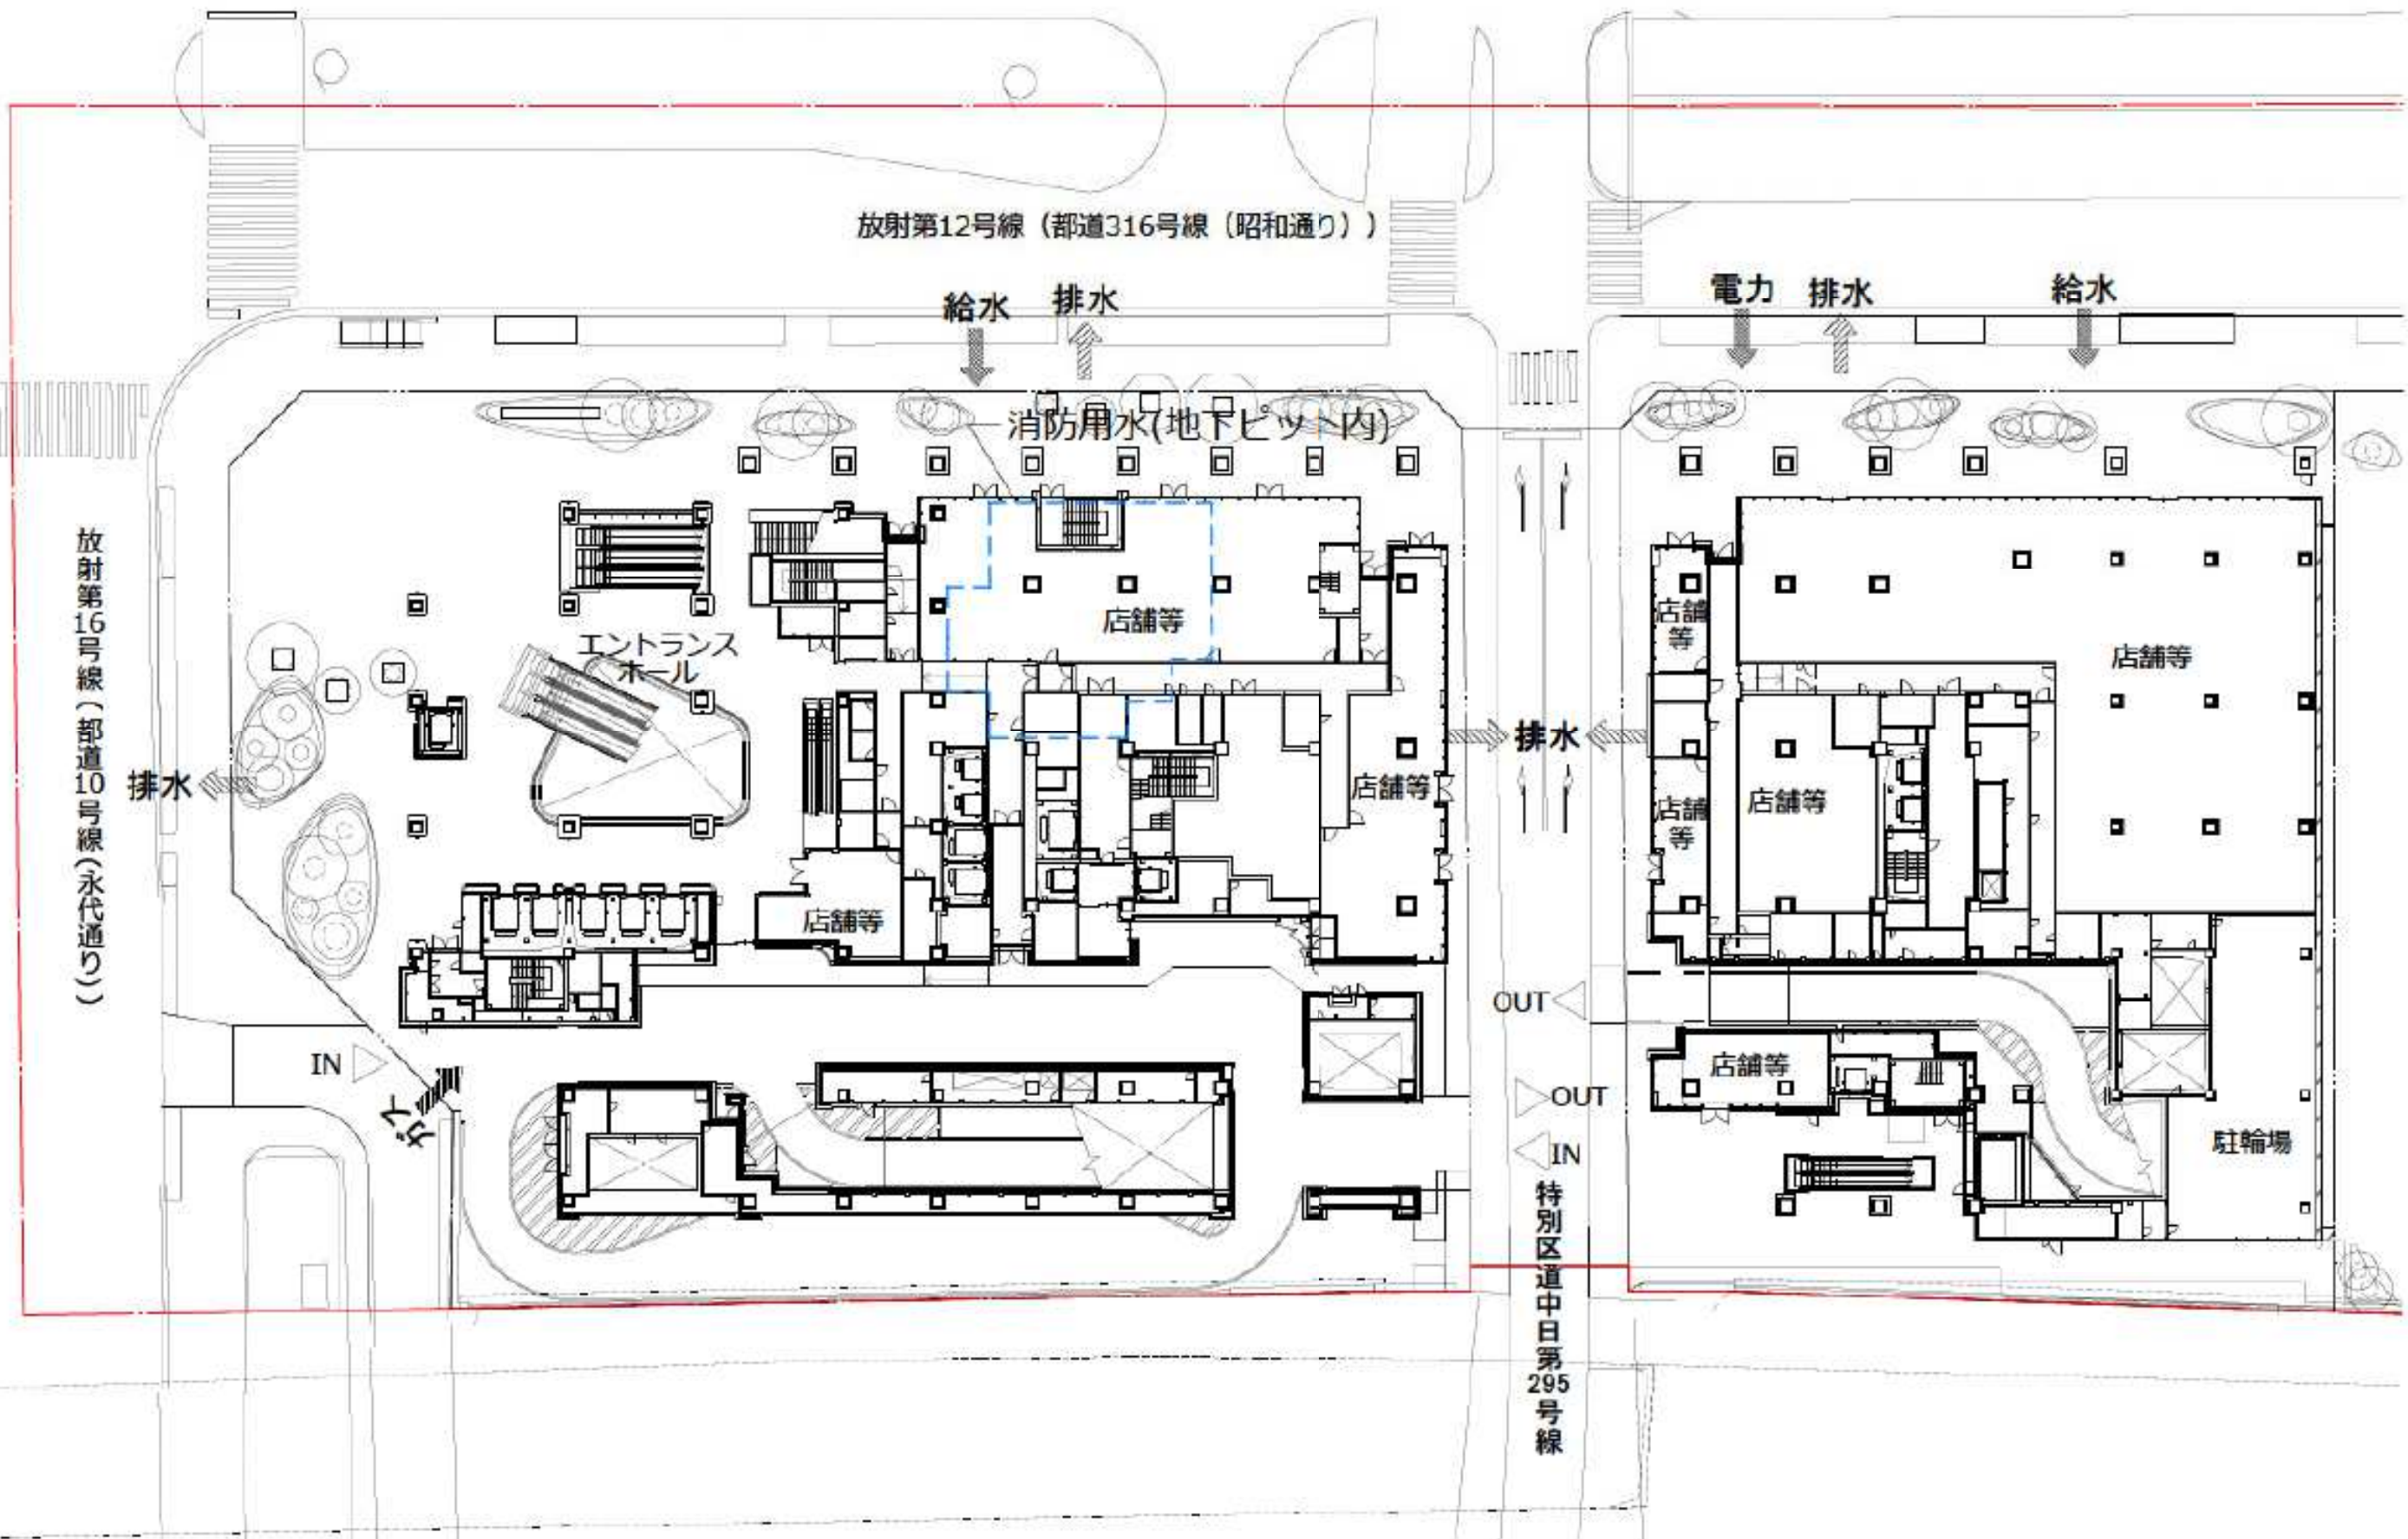 放射第12号線（都道316号線（昭和通り））
給水
排水
電力
排水
給水
消防用水(地下ピット内)
放射第16号線（都道10号線（永代通り））
エントランス
ホール
店舗等
店舗
等
店舗等
排水
排水
店舗等
店舗
等
店舗等
店舗等
OUT
IN
ガス
店舗等
OUT
IN
駐輪場
特別区道中日第295号線